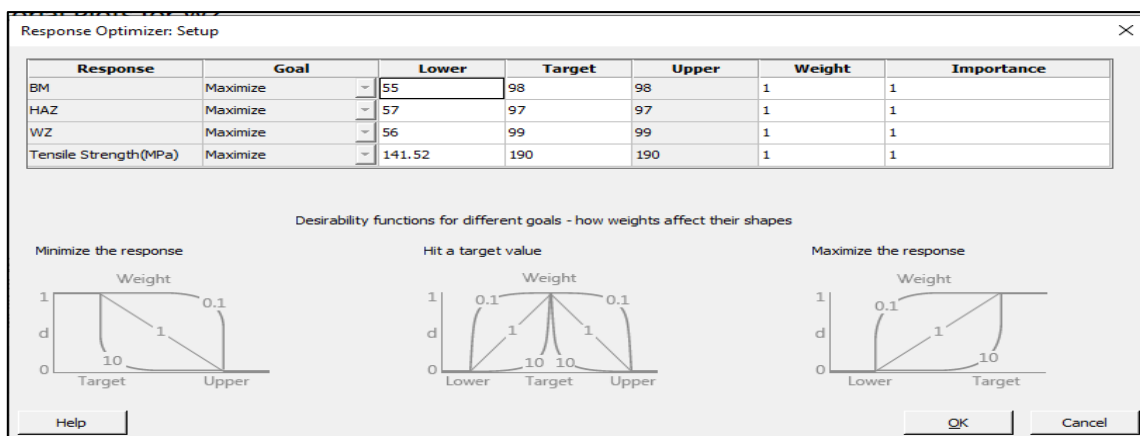 Response Optimizer: Setup
Response Goal Lower Target Upper Weight Importance
BM Maximize 55 98 98 1 1
HAZ Maximize 57 97 97 1 1
WZ Maximize 56 99 99 1 1
Tensile Strength(MPa) Maximize 141.52 190 190 1 1
Desirability functions for different goals - how weights affect their shapes
Minimize the response Hit a target value Maximize the response
Weight Weight Weight
1 0.1 1 0.1 0.1 1 0.1
d 1 d 1 1 d 1
0 10 0 10 10 0 10
Target Upper Lower Target Upper Lower Target
Help OK Cancel